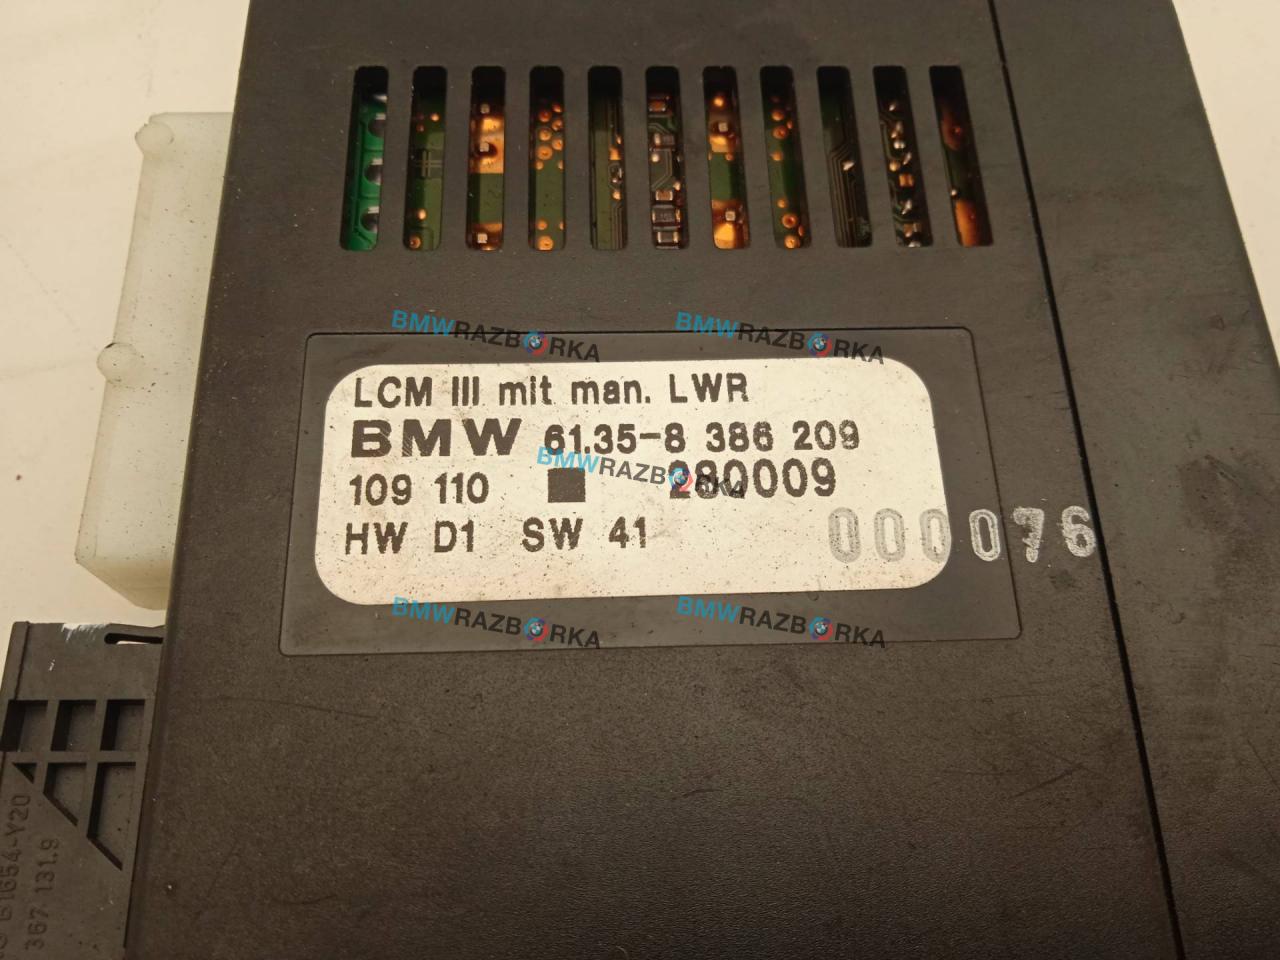 BMWRAZBORKA BMWRAZBORKA
LCM III mit man. LWR
BMW 61.35-8 386 209
BMWRAZBORKA
109 110 280009
HW D1 SW 41
000076
BMWRAZBORKA BMWRAZBORKA
367 131.9